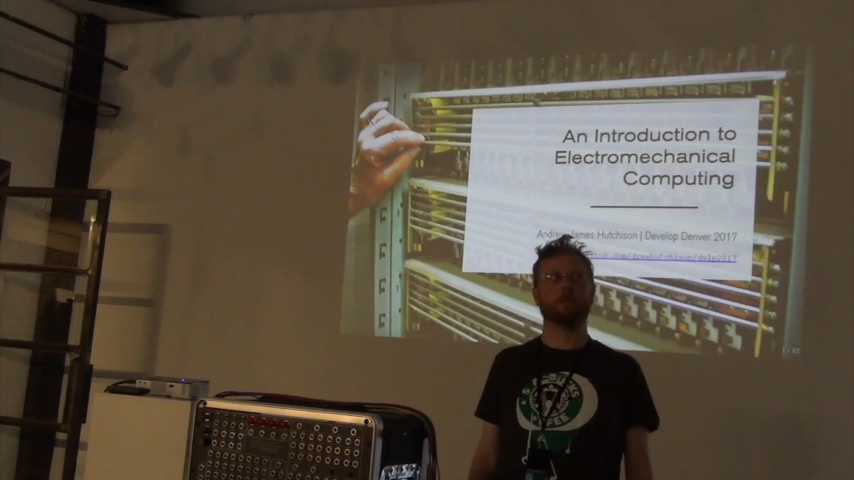 An Introduction to
Electromechanical
Computing
James Hutchison | Develop Denver 2017